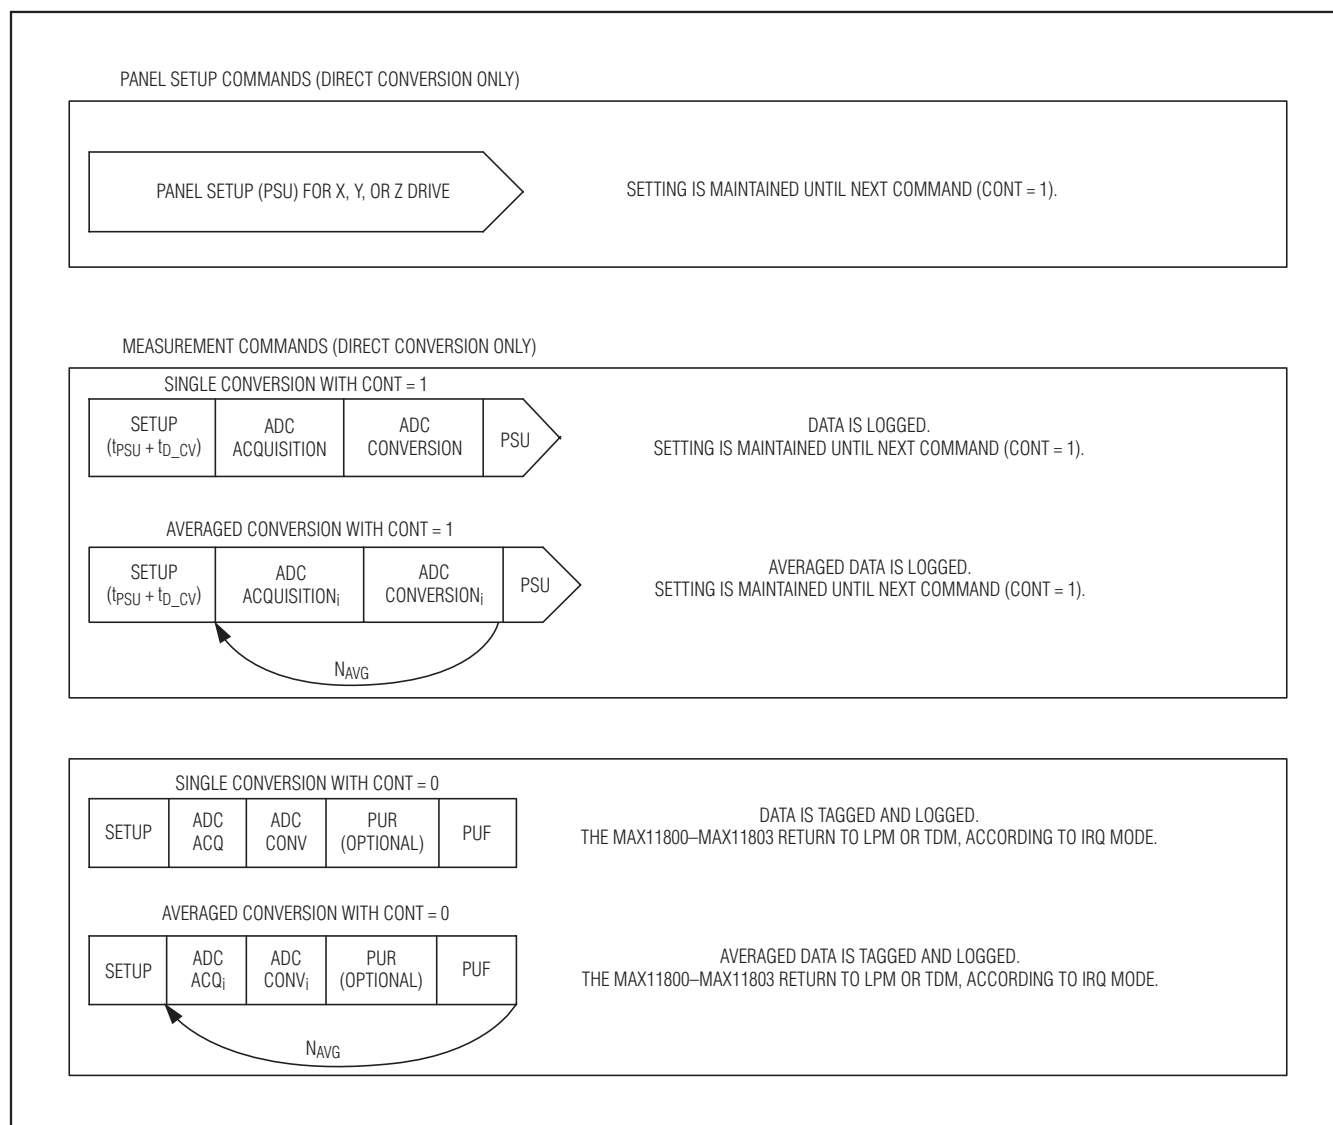 PANEL SETUP COMMANDS (DIRECT CONVERSION ONLY)
PANEL SETUP (PSU) FOR X, Y, OR Z DRIVE
SETTING IS MAINTAINED UNTIL NEXT COMMAND (CONT = 1).
MEASUREMENT COMMANDS (DIRECT CONVERSION ONLY)
SINGLE CONVERSION WITH CONT = 1
SETUP
(tPSU + tD_CV)
ADC
ACQUISITION
ADC
CONVERSION
PSU
DATA IS LOGGED.
SETTING IS MAINTAINED UNTIL NEXT COMMAND (CONT = 1).
AVERAGED CONVERSION WITH CONT = 1
SETUP
(tPSU + tD_CV)
ADC
ACQUISITIONi
ADC
CONVERSIONi
PSU
AVERAGED DATA IS LOGGED.
SETTING IS MAINTAINED UNTIL NEXT COMMAND (CONT = 1).
NAVG
SINGLE CONVERSION WITH CONT = 0
SETUP
ADC
ACQ
ADC
CONV
PUR
(OPTIONAL)
PUF
DATA IS TAGGED AND LOGGED.
THE MAX11800–MAX11803 RETURN TO LPM OR TDM, ACCORDING TO IRQ MODE.
AVERAGED CONVERSION WITH CONT = 0
SETUP
ADC
ACQi
ADC
CONVi
PUR
(OPTIONAL)
PUF
AVERAGED DATA IS TAGGED AND LOGGED.
THE MAX11800–MAX11803 RETURN TO LPM OR TDM, ACCORDING TO IRQ MODE.
NAVG